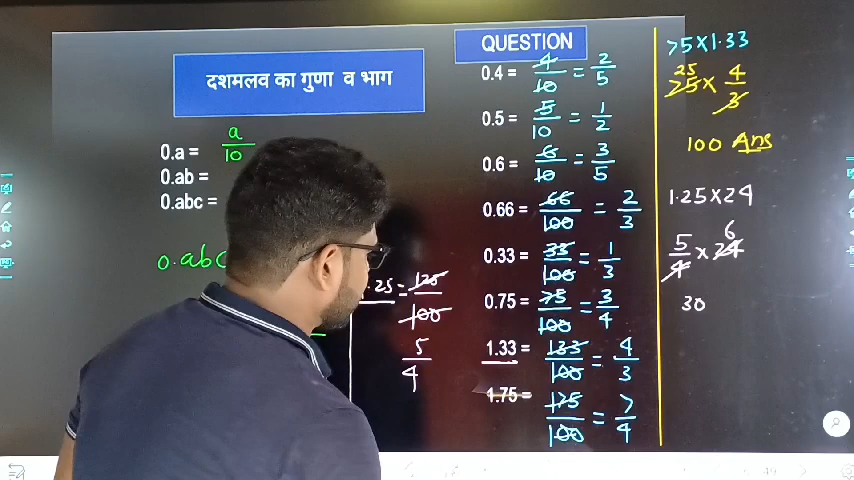 दशमलव का गुणा व भाग
0.a = a/10
0.ab =
0.abc =
0.abc
.25 = 125/100
5/4
QUESTION
0.4 = 4/10 = 2/5
0.5 = 5/10 = 1/2
0.6 = 6/10 = 3/5
0.66 = 66/100 = 2/3
0.33 = 33/100 = 1/3
0.75 = 75/100 = 3/4
1.33 = 133/100 = 4/3
1.75 = 175/100 = 7/4
75×1.33
25
75 × 4/3
100 Ans
1.25×24
6
5/4 × 24
30
49